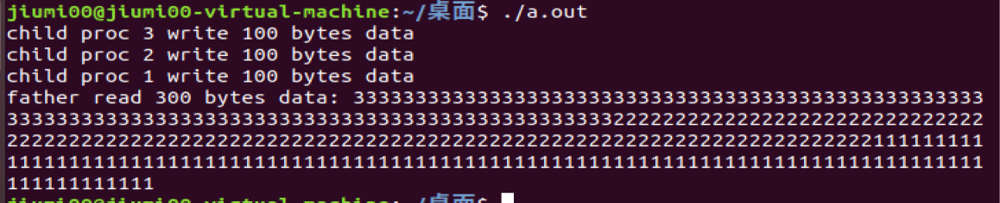 jiumi00@jiumi00-virtual-machine:~/桌面$ ./a.out
child proc 3 write 100 bytes data
child proc 2 write 100 bytes data
child proc 1 write 100 bytes data
father read 300 bytes data: 333333333333333333333333333333333333333333333333333
3333333333333333333333333333333333333333333333333222222222222222222222222222222
2222222222222222222222222222222222222222222222222222222222222222222222111111111
1111111111111111111111111111111111111111111111111111111111111111111111111111111
111111111111
jiumi00@jiumi00-virtual-machine:~/桌面$